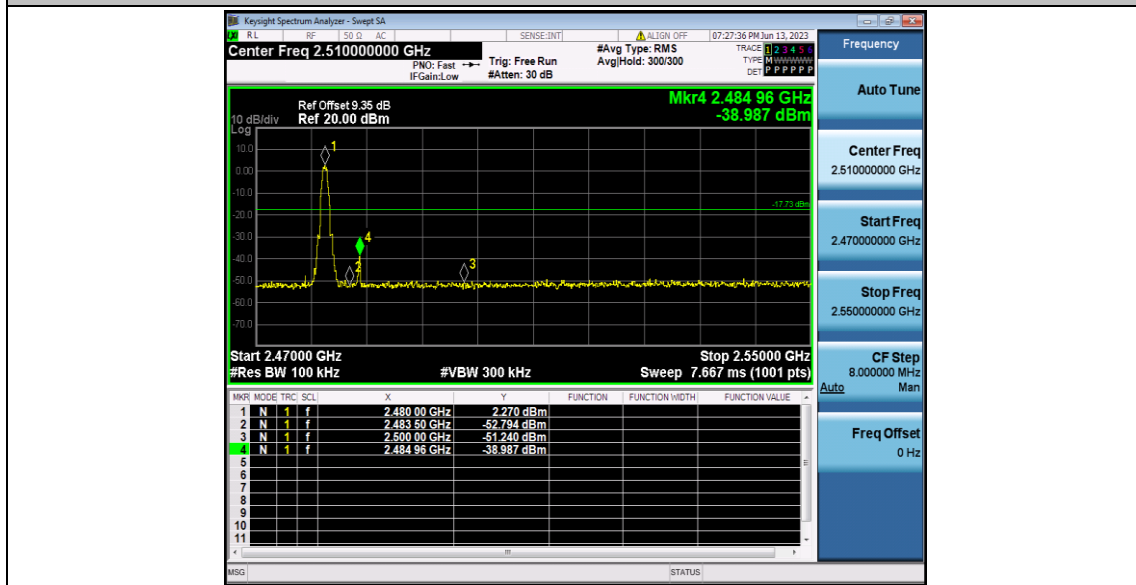 Keysight Spectrum Analyzer - Swept SA
RL RF 50 Ω AC SENSE:INT ALIGN OFF 07:27:36 PM Jun 13, 2023
Center Freq 2.510000000 GHz
PNO: Fast
IFGain:Low
Trig: Free Run
#Atten: 30 dB
#Avg Type: RMS
Avg|Hold: 300/300
TRACE 1 2 3 4 5 6
TYPE M WWWWW
DET P P P P P P
Frequency
Auto Tune
Center Freq
2.510000000 GHz
Start Freq
2.470000000 GHz
Stop Freq
2.550000000 GHz
CF Step
8.000000 MHz
Auto Man
Freq Offset
0 Hz
Mkr4 2.484 96 GHz
-38.987 dBm
Ref Offset 9.35 dB
10 dB/div Ref 20.00 dBm
Log
10.0
0.00
-10.0
-20.0
-30.0
-40.0
-50.0
-60.0
-70.0
1
2
3
4
-17.73 dBm
Start 2.47000 GHz Stop 2.55000 GHz
#Res BW 100 kHz #VBW 300 kHz Sweep 7.667 ms (1001 pts)
MKR MODE TRC SCL X Y FUNCTION FUNCTION WIDTH FUNCTION VALUE
1 N 1 f 2.480 00 GHz 2.270 dBm
2 N 1 f 2.483 50 GHz -52.794 dBm
3 N 1 f 2.500 00 GHz -51.240 dBm
4 N 1 f 2.484 96 GHz -38.987 dBm
5
6
7
8
9
10
11
MSG STATUS